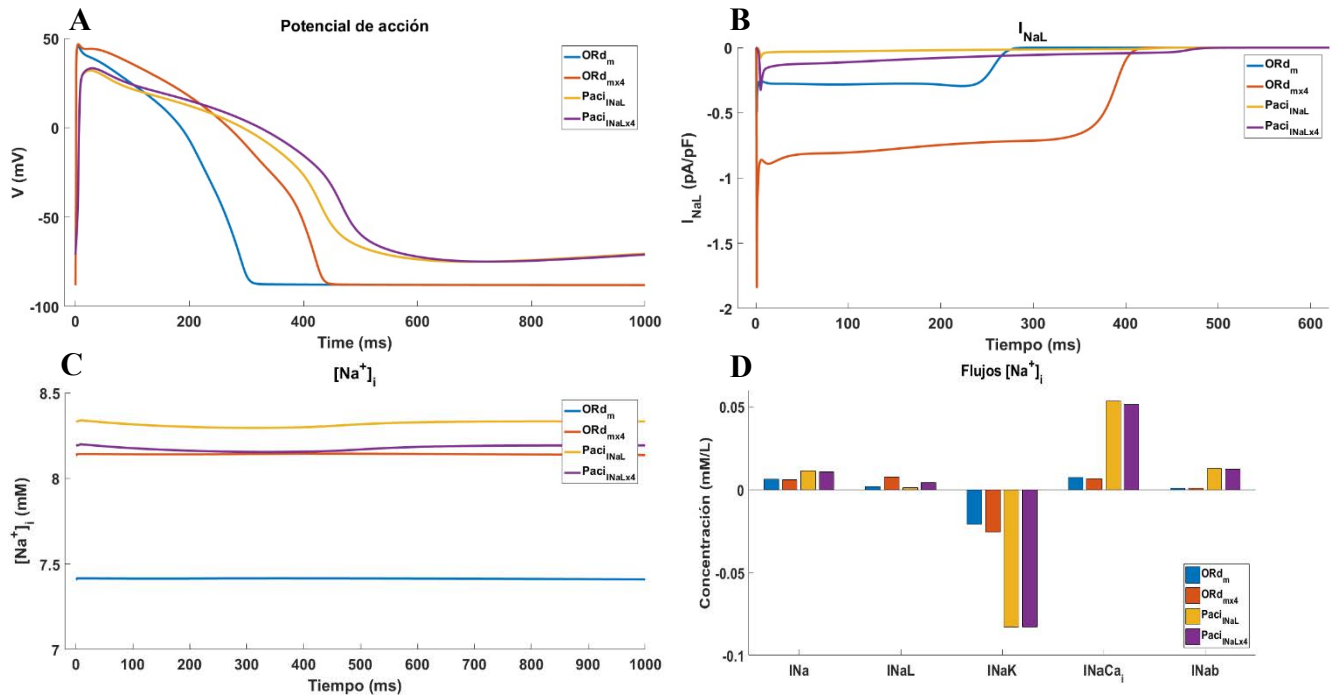 A
Potencial de acción
V (mV)
50
0
-50
-100
0 200 400 600 800 1000
Time (ms)
ORdm
ORdmx4
PaciINaL
PaciINaLx4
B
INaL
INaL (pA/pF)
0
-0.5
-1
-1.5
-2
0 100 200 300 400 500 600
Tiempo (ms)
ORdm
ORdmx4
PaciINaL
PaciINaLx4
C
[Na+]i
[Na+]i (mM)
8.5
8
7.5
7
0 100 200 300 400 500 600 700 800 900 1000
Tiempo (ms)
ORdm
ORdmx4
PaciINaL
PaciINaLx4
D
Flujos [Na+]i
Concentración (mM/L)
0.05
0
-0.05
-0.1
INa INaL INaK INaCai INab
ORdm
ORdmx4
PaciINaL
PaciINaLx4